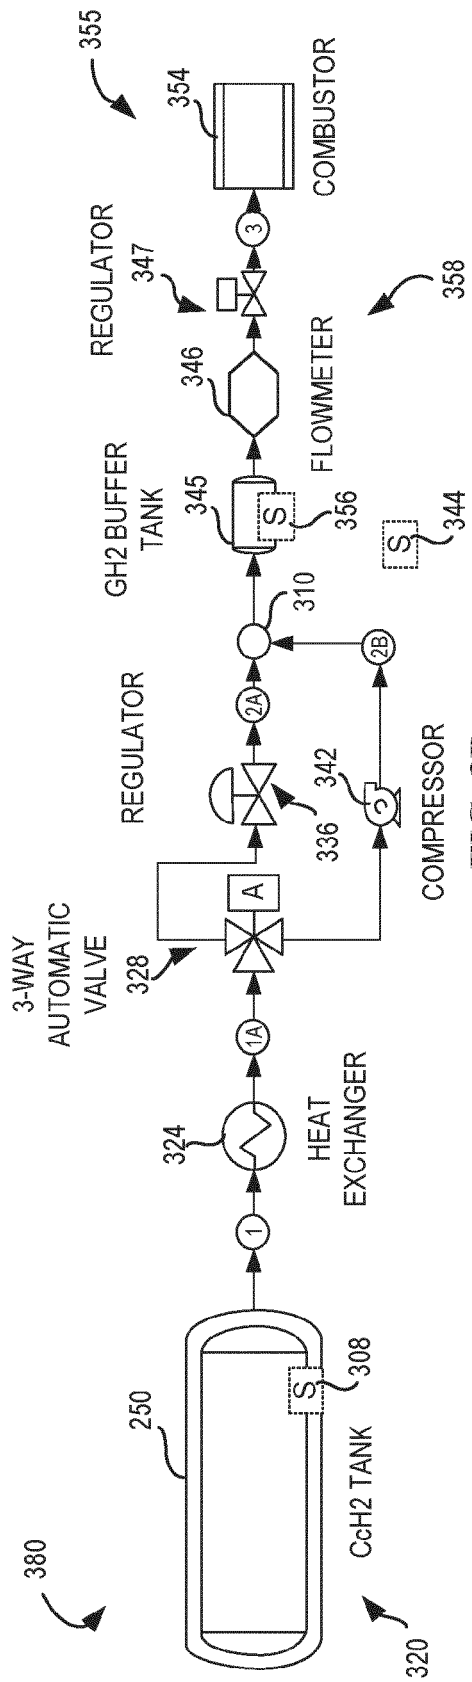 380
250
CcH2 TANK
S
308
320
1
324
HEAT
EXCHANGER
1A
3-WAY
AUTOMATIC
VALVE
328
A
REGULATOR
336
2A
COMPRESSOR
342
2B
310
GH2 BUFFER
TANK
345
S
356
S
344
FLOWMETER
346
REGULATOR
347
358
3
COMBUSTOR
354
355